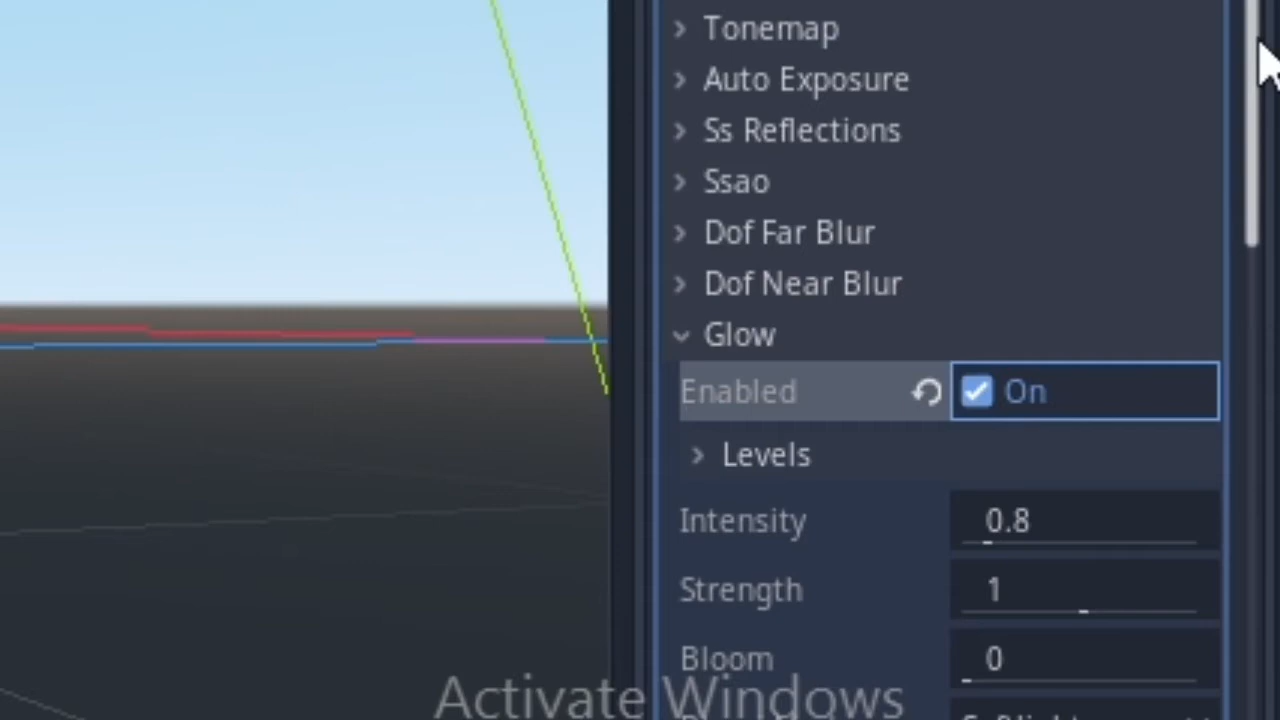 Tonemap
Auto Exposure
Ss Reflections
Ssao
Dof Far Blur
Dof Near Blur
Glow
Enabled On
Levels
Intensity 0.8
Strength 1
Bloom 0
Activate Windows